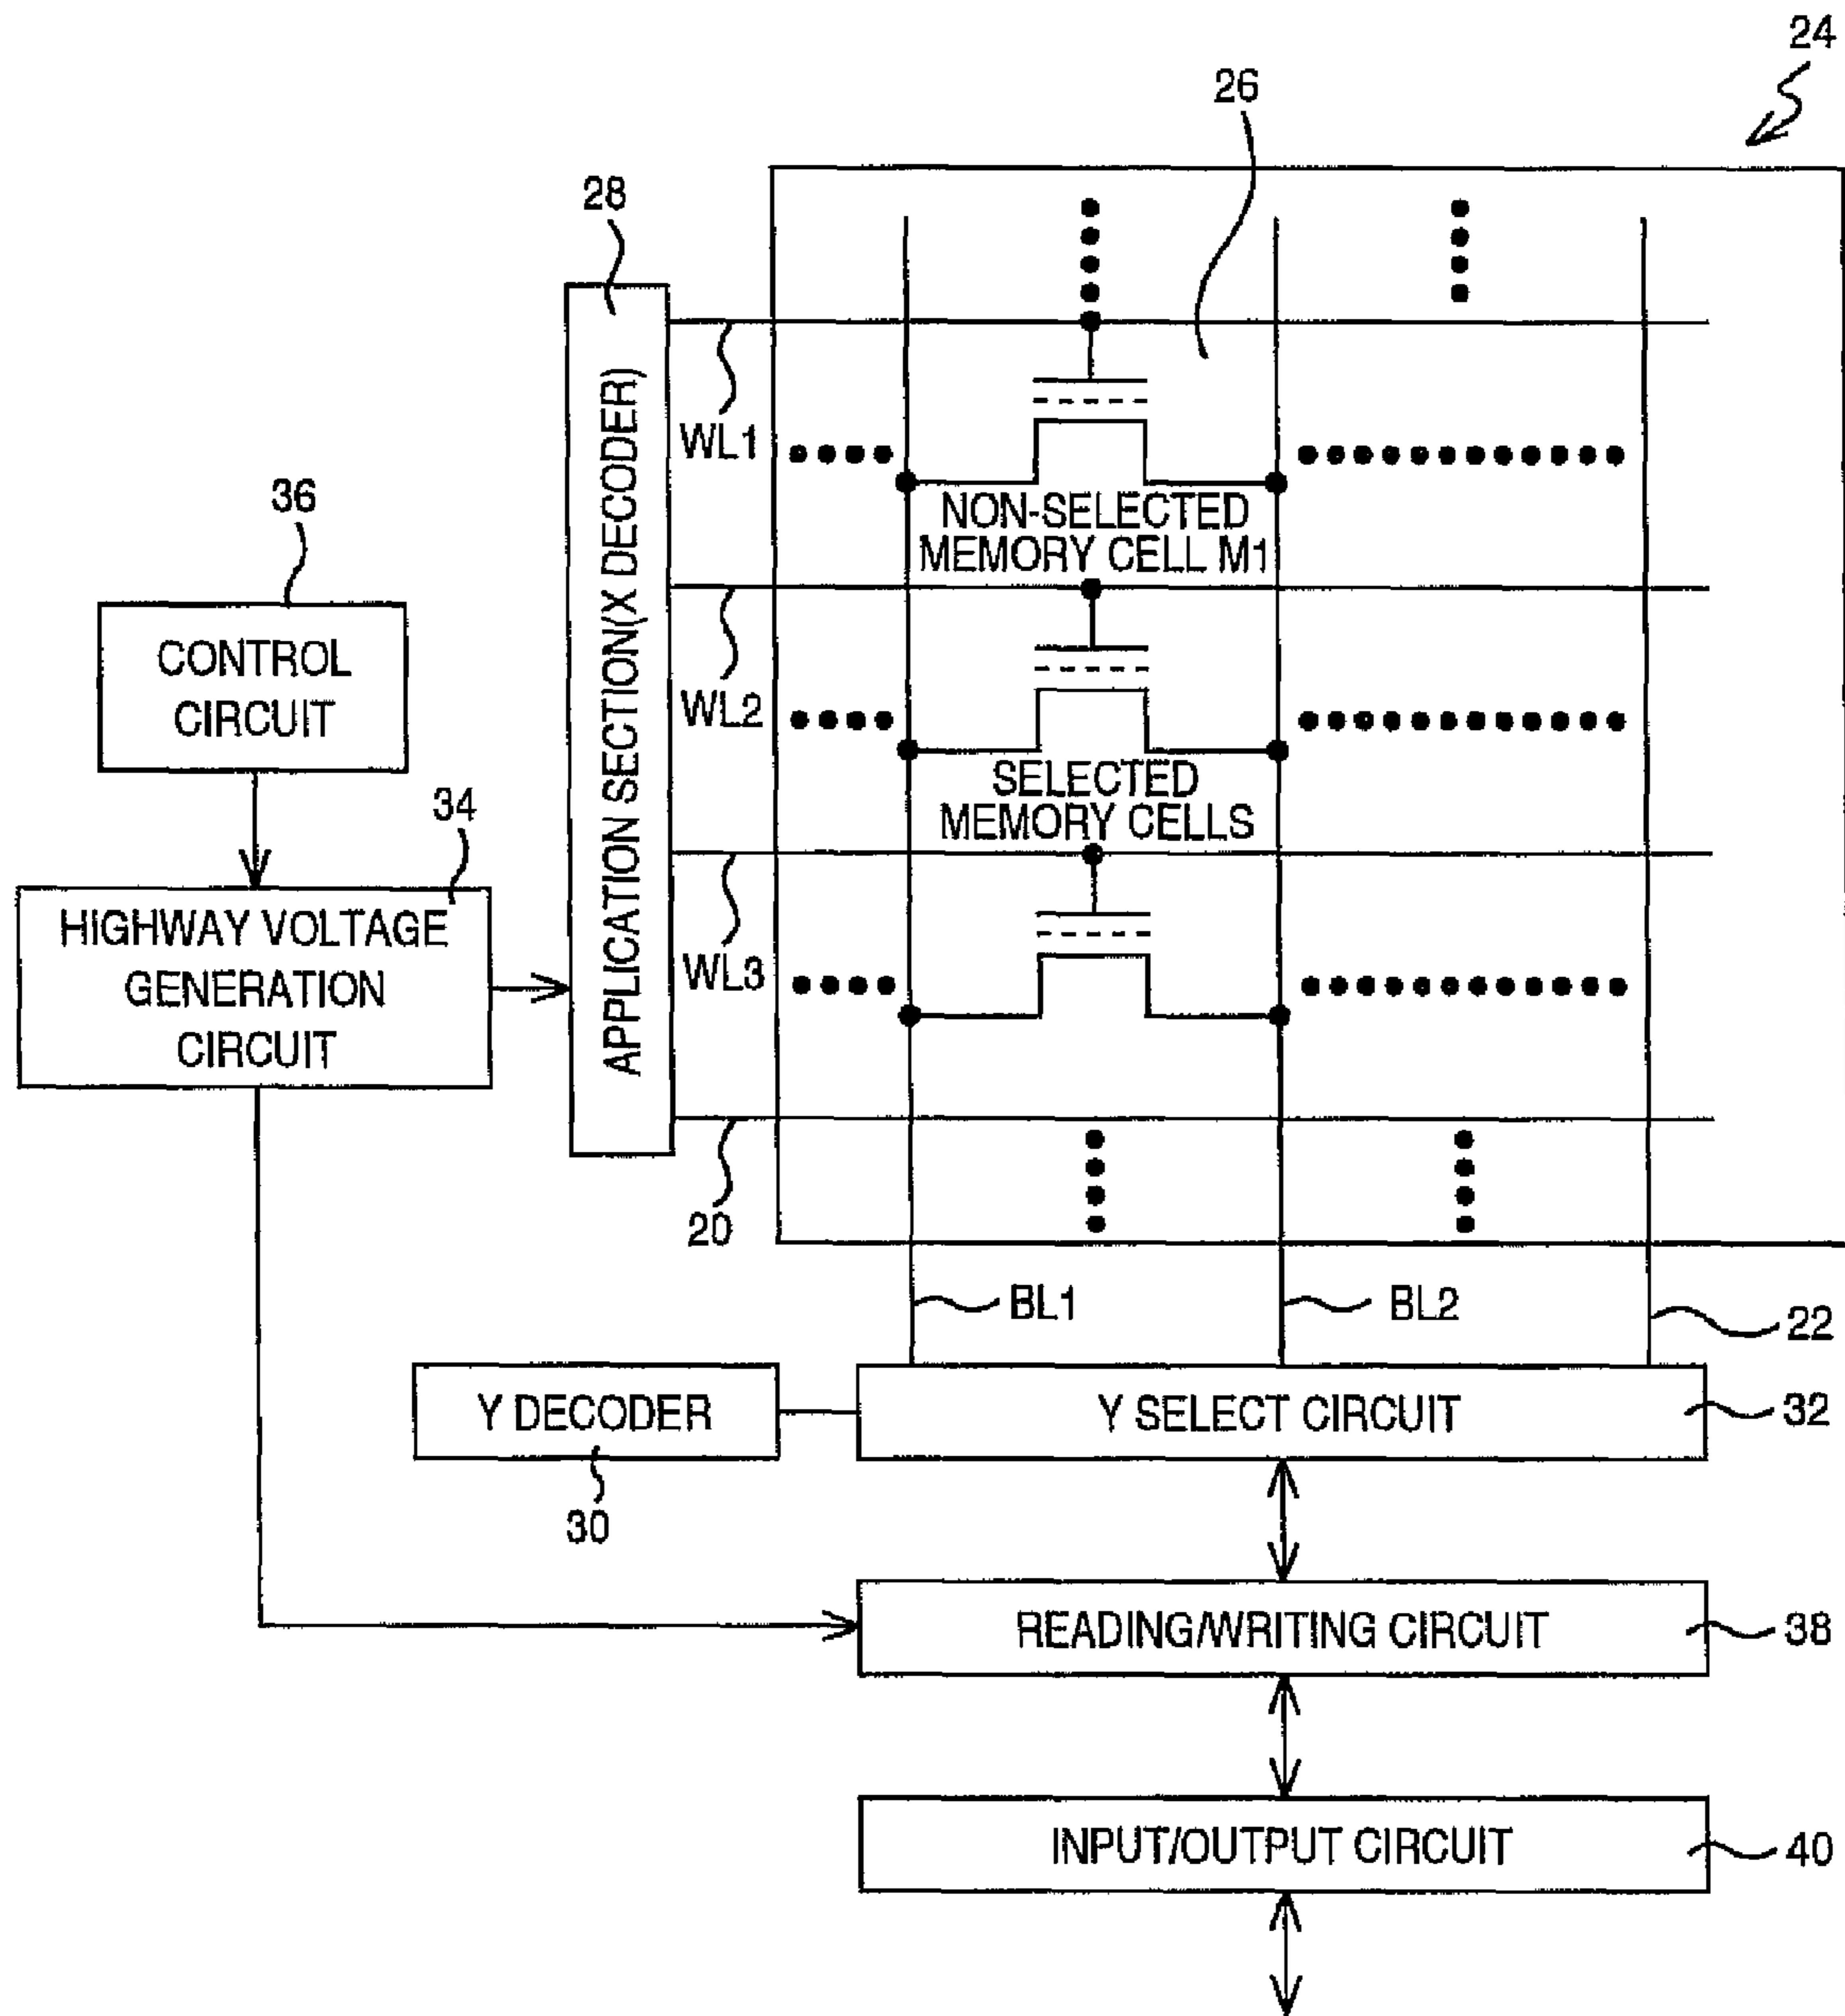 24
26
28
WL1
NON-SELECTED
MEMORY CELL M1
APPLICATION SECTION(X DECODER)
36
CONTROL
CIRCUIT
WL2
SELECTED
MEMORY CELLS
34
HIGHWAY VOLTAGE
GENERATION
CIRCUIT
WL3
20
BL1
BL2
22
Y DECODER
30
Y SELECT CIRCUIT
32
READING/WRITING CIRCUIT
38
INPUT/OUTPUT CIRCUIT
40